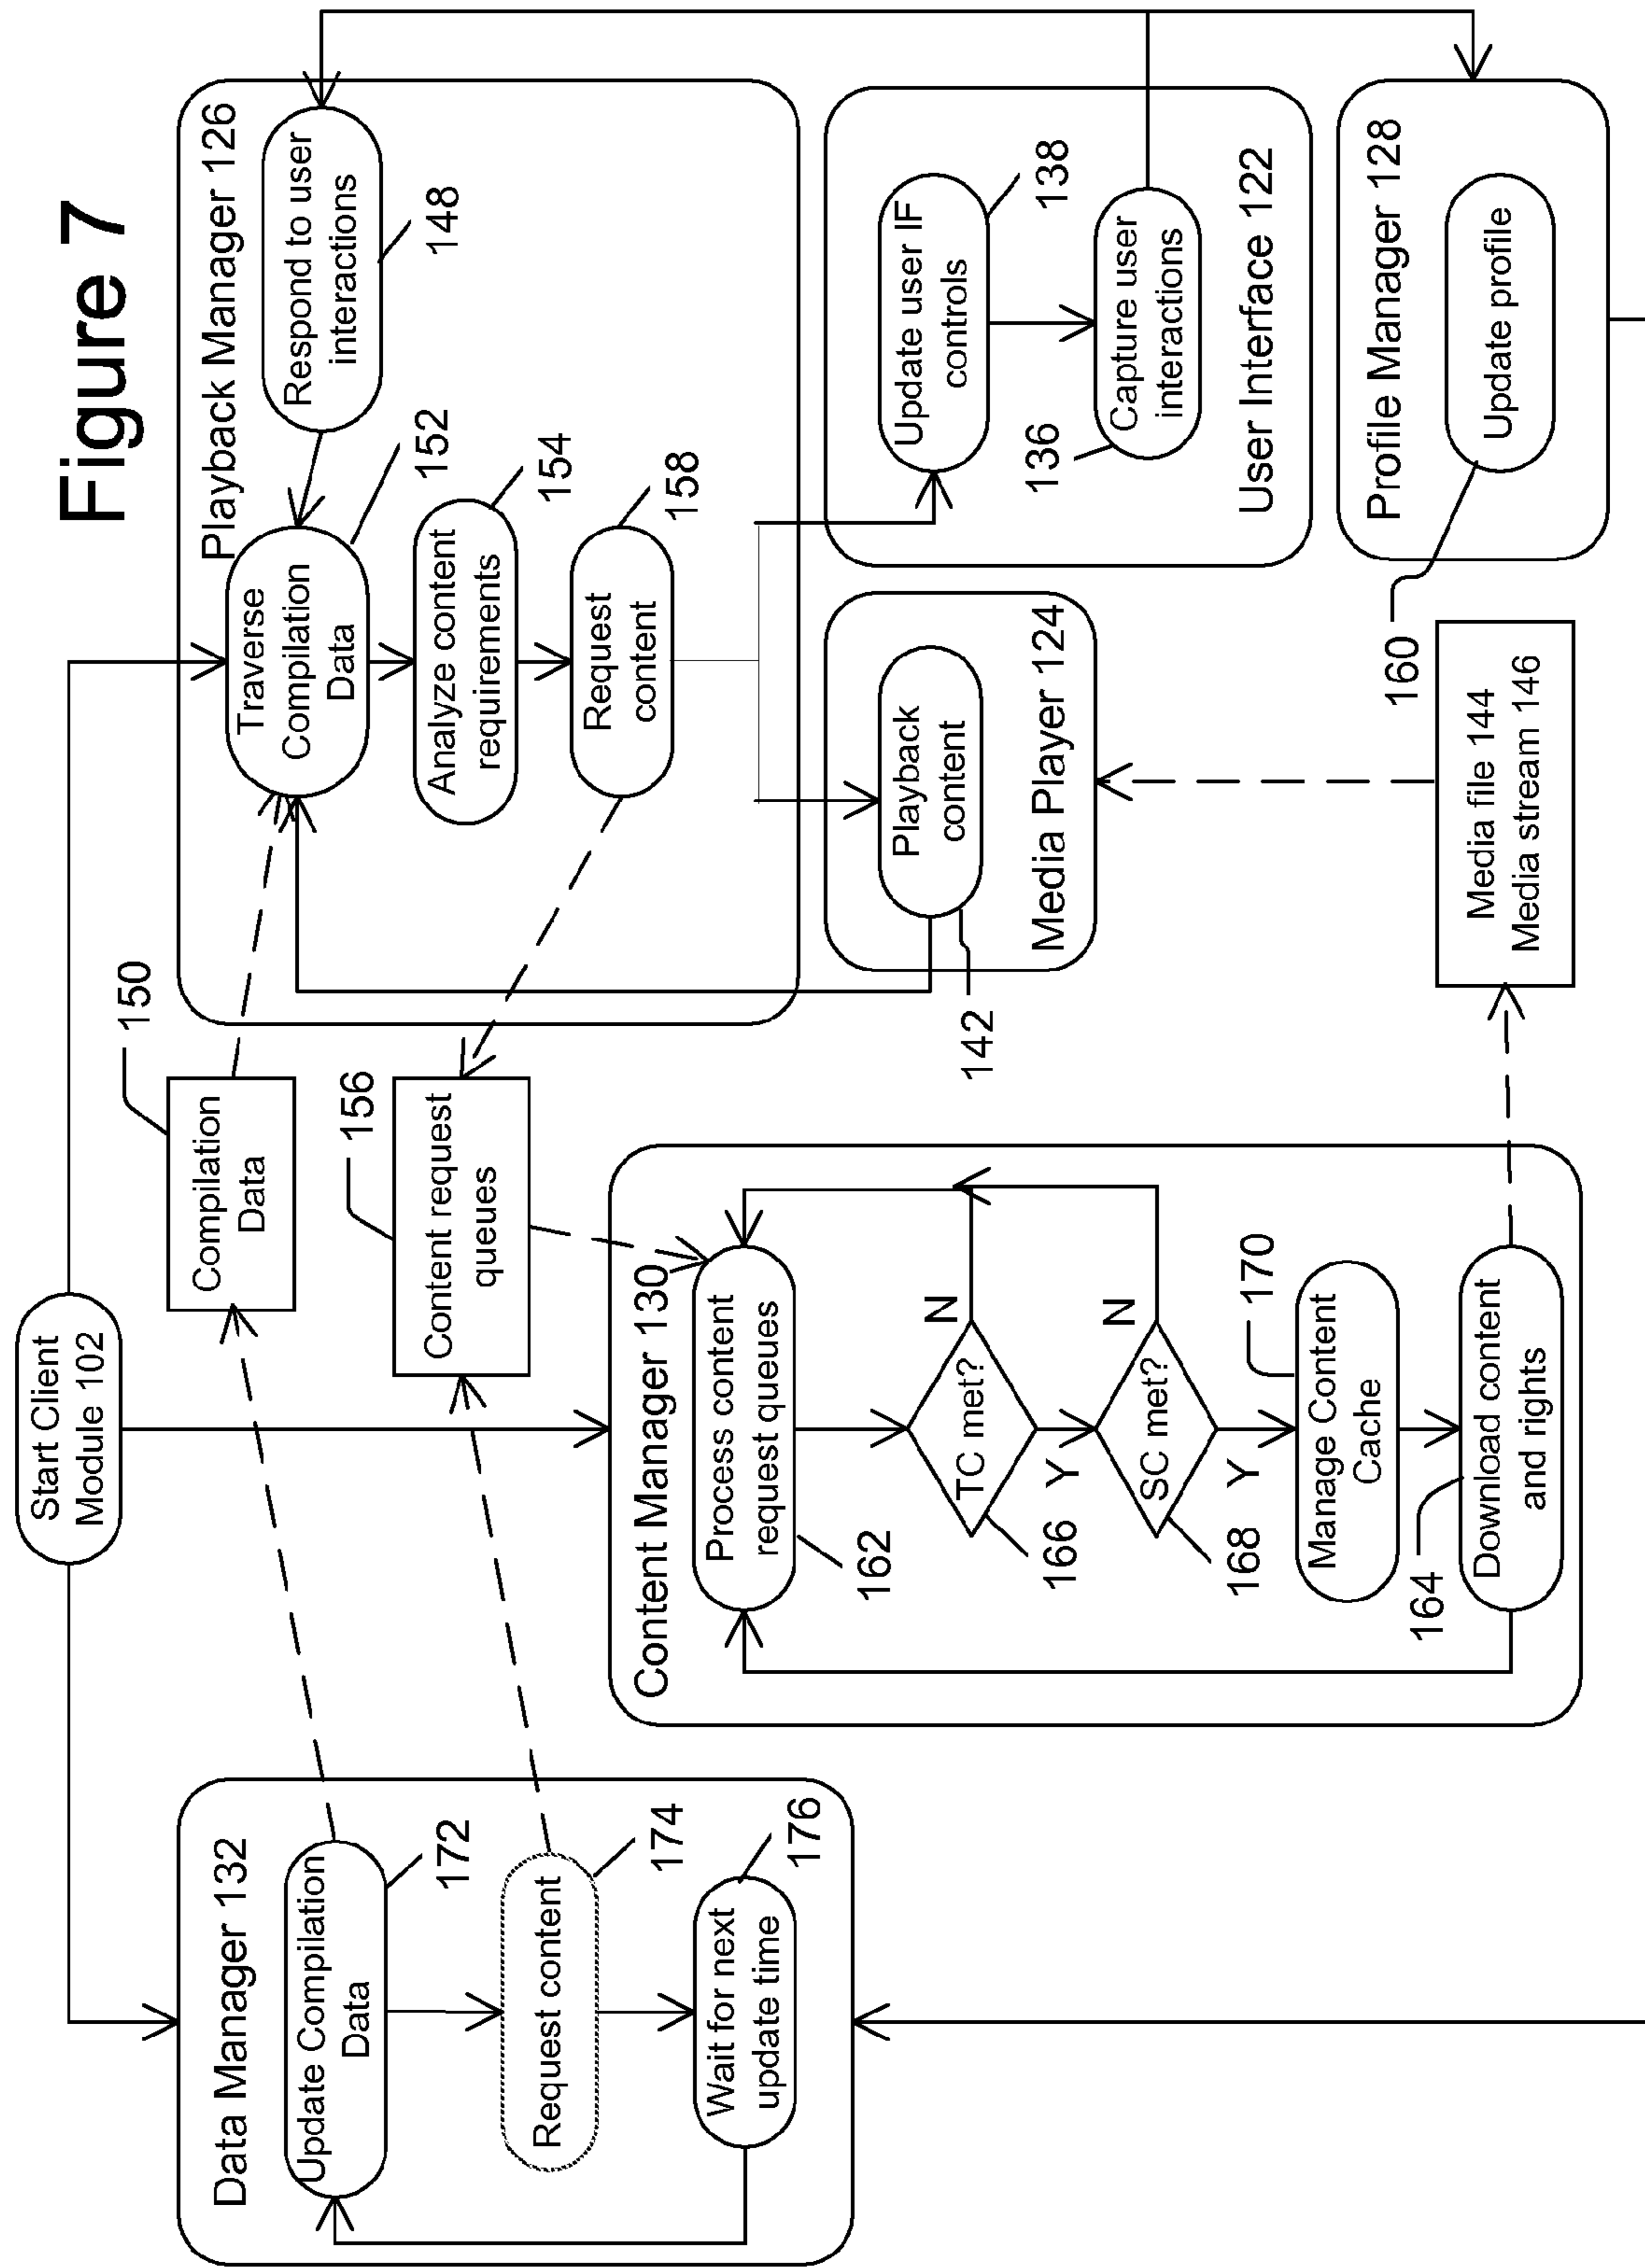 Figure 7
Start Client
Module 102
Data Manager 132
Update Compilation
Data
172
Request content
174
Wait for next
update time
176
Compilation
Data
150
Content request
queues
156
Content Manager 130
Process content
request queues
162
TC met?
N
Y
166
SC met?
N
Y
168
Manage Content
Cache
170
Download content
and rights
164
Playback Manager 126
Traverse
Compilation
Data
152
Respond to user
interactions
148
Analyze content
requirements
154
Request
content
158
Playback
content
142
Media Player 124
Update user IF
controls
138
Capture user
interactions
136
User Interface 122
Media file 144
Media stream 146
Profile Manager 128
Update profile
160